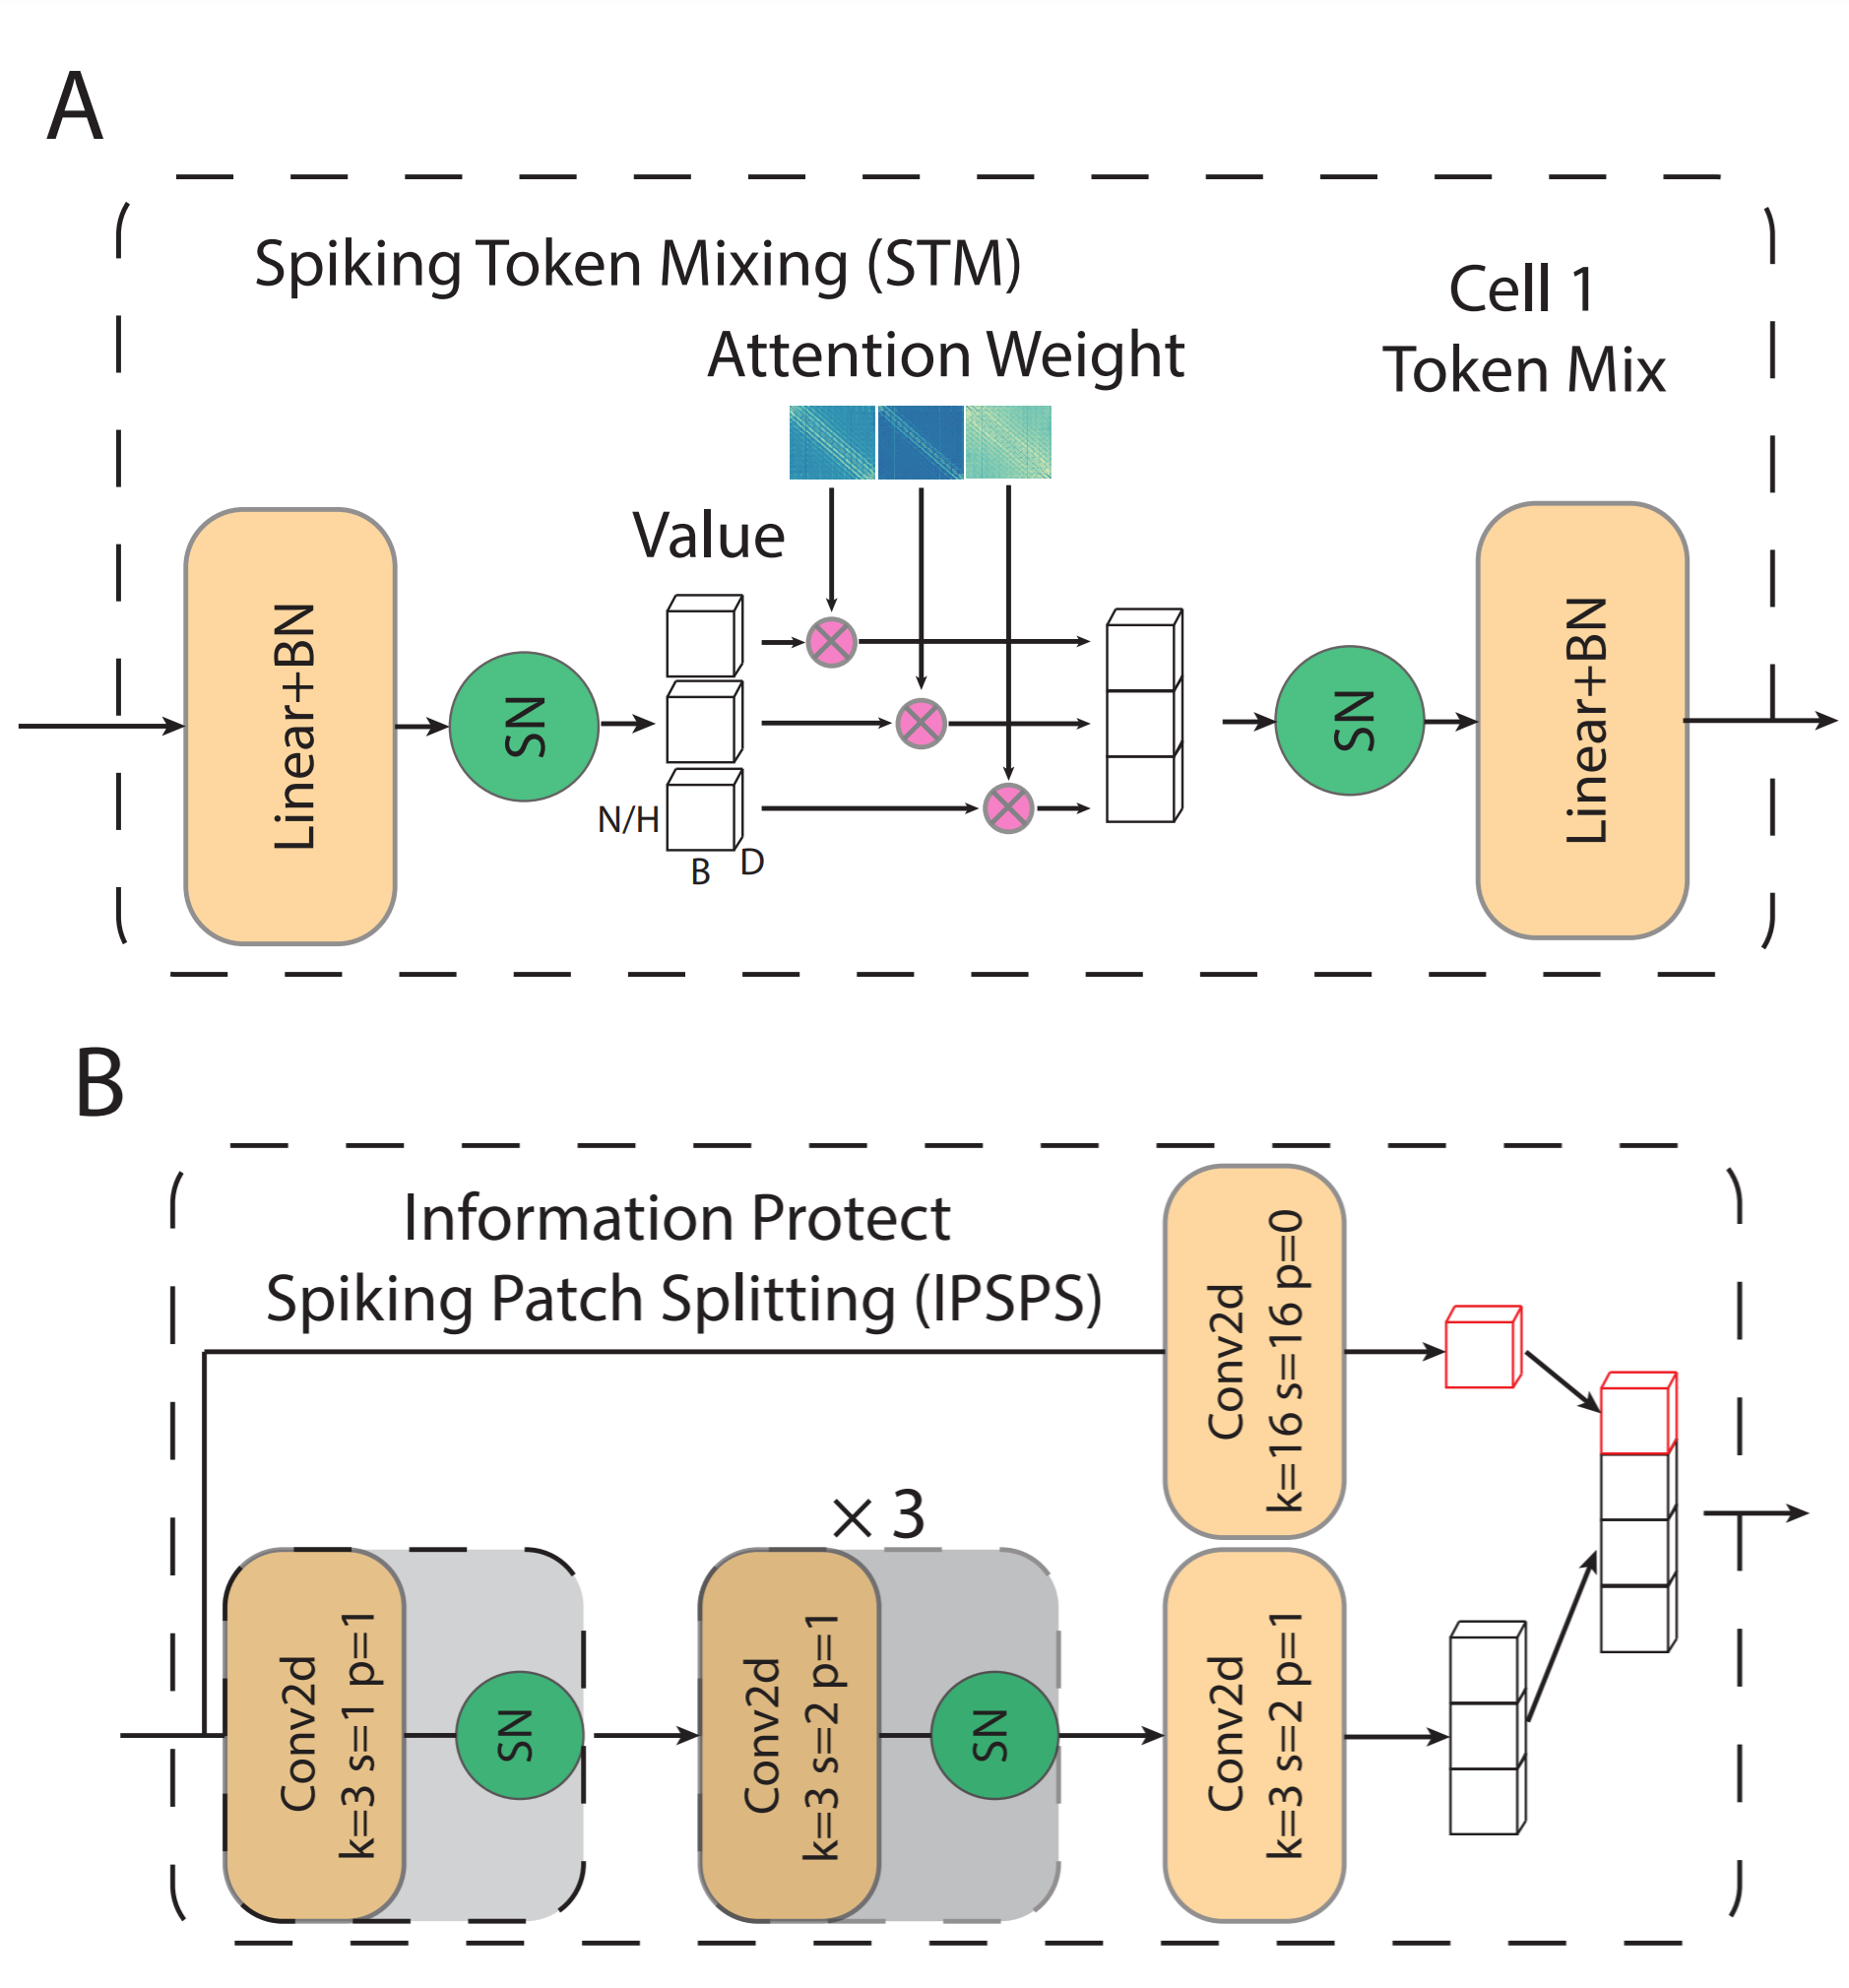 A
Spiking Token Mixing (STM)
Attention Weight
Cell 1
Token Mix
Value
Linear+BN
SN
N/H
B
D
SN
Linear+BN
B
Information Protect
Spiking Patch Splitting (IPSPS)
Conv2d
k=16 s=16 p=0
× 3
Conv2d
k=3 s=1 p=1
SN
Conv2d
k=3 s=2 p=1
SN
Conv2d
k=3 s=2 p=1